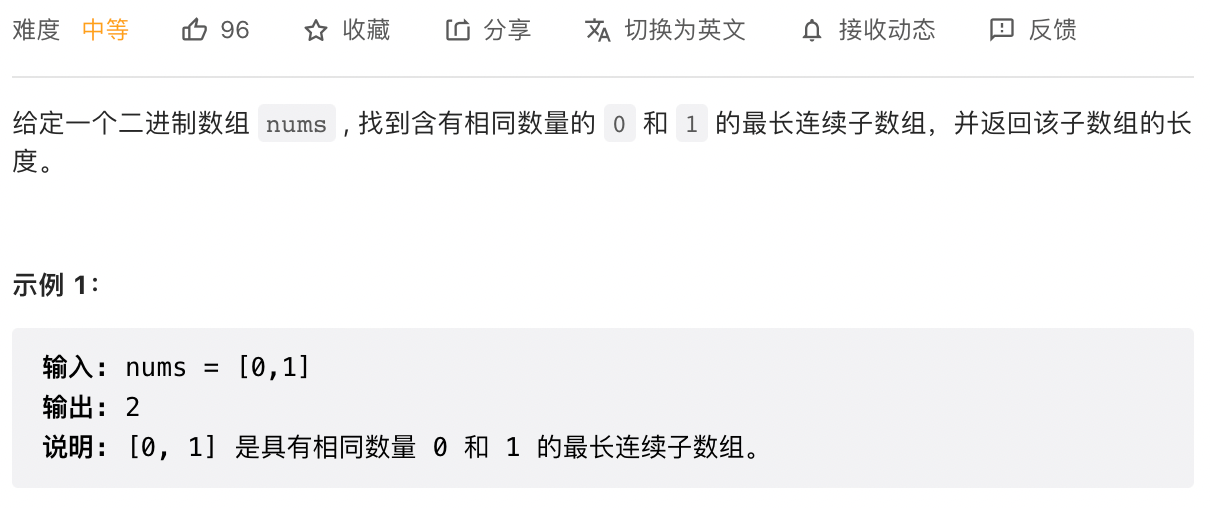 难度 中等 96 收藏 分享 切换为英文 接收动态 反馈
给定一个二进制数组 nums , 找到含有相同数量的 0 和 1 的最长连续子数组，并返回该子数组的长
度。
示例 1：
输入: nums = [0,1]
输出: 2
说明: [0, 1] 是具有相同数量 0 和 1 的最长连续子数组。